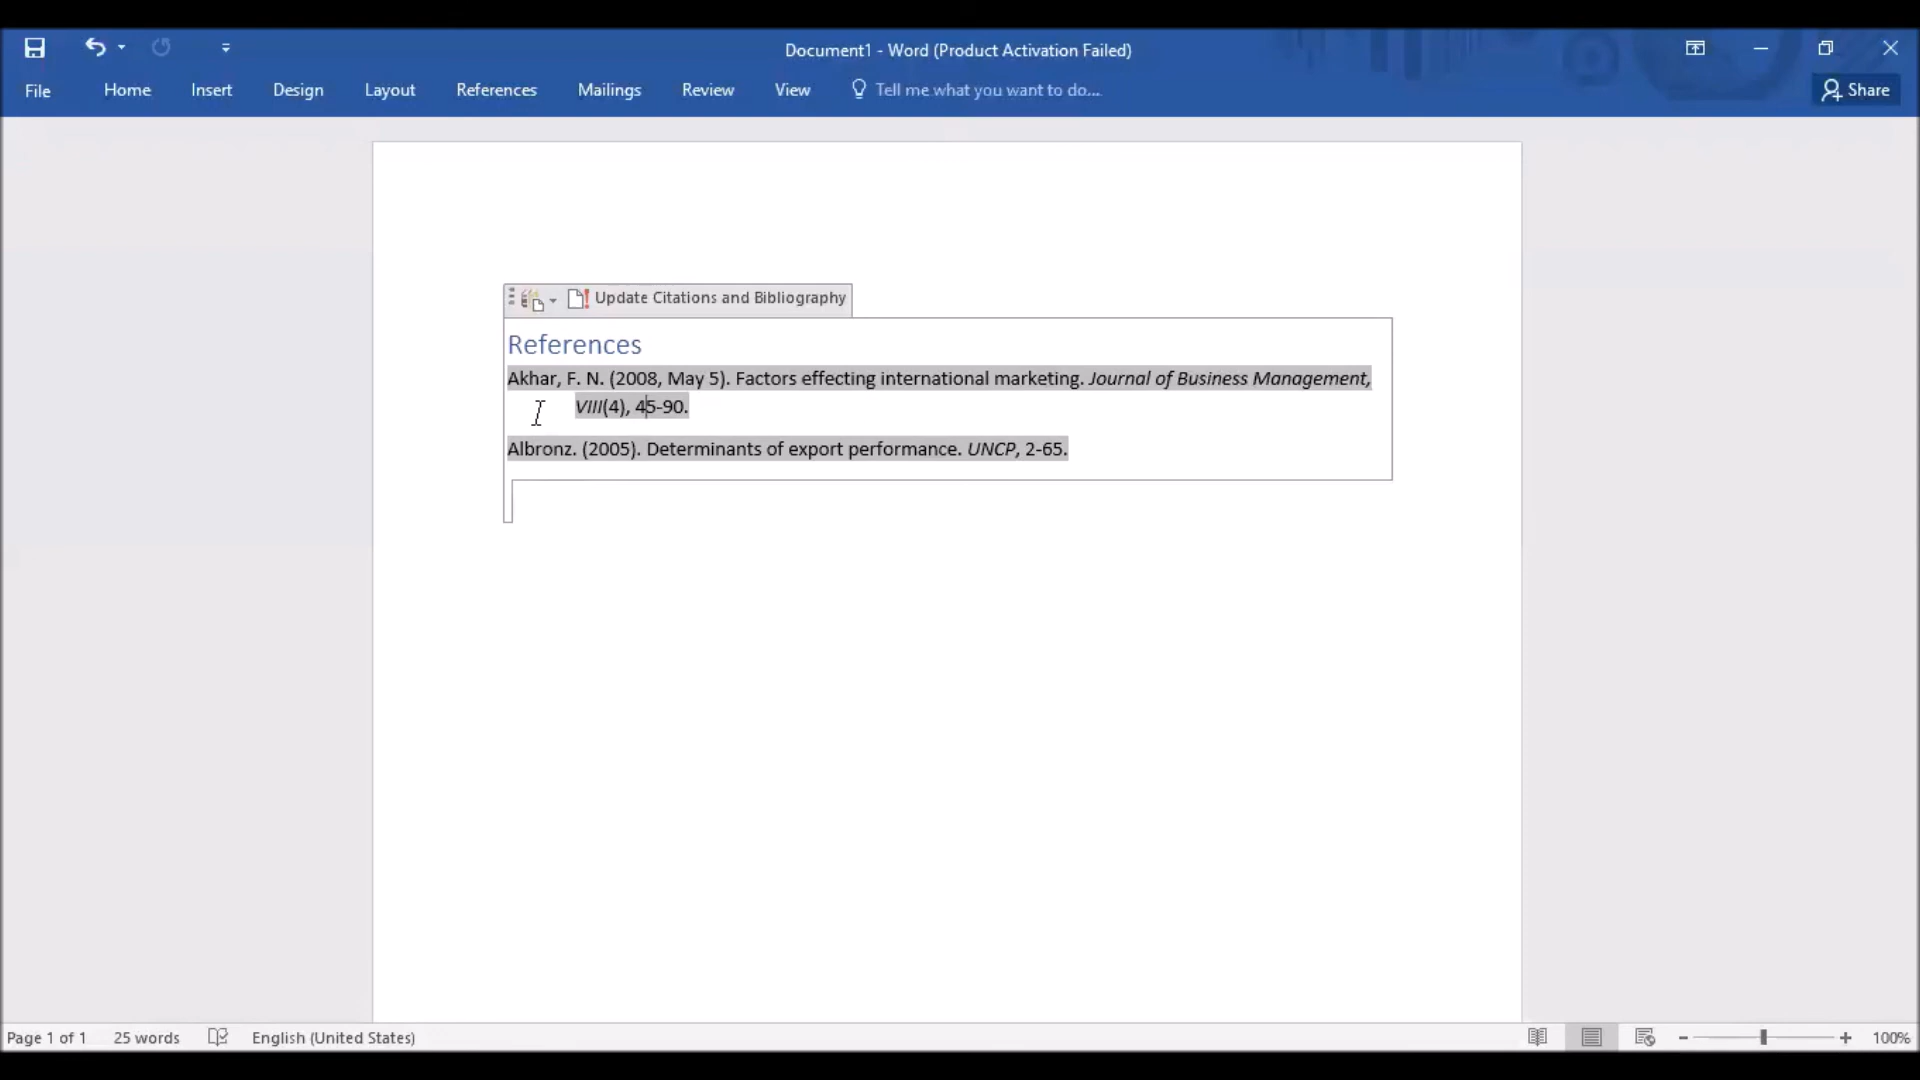 Document1 - Word (Product Activation Failed)
File Home Insert Design Layout References Mailings Review View Tell me what you want to do... Share
Update Citations and Bibliography
References
Akhar, F. N. (2008, May 5). Factors effecting international marketing. Journal of Business Management,
VIII(4), 45-90.
Albronz. (2005). Determinants of export performance. UNCP, 2-65.
Page 1 of 1 25 words English (United States) 100%